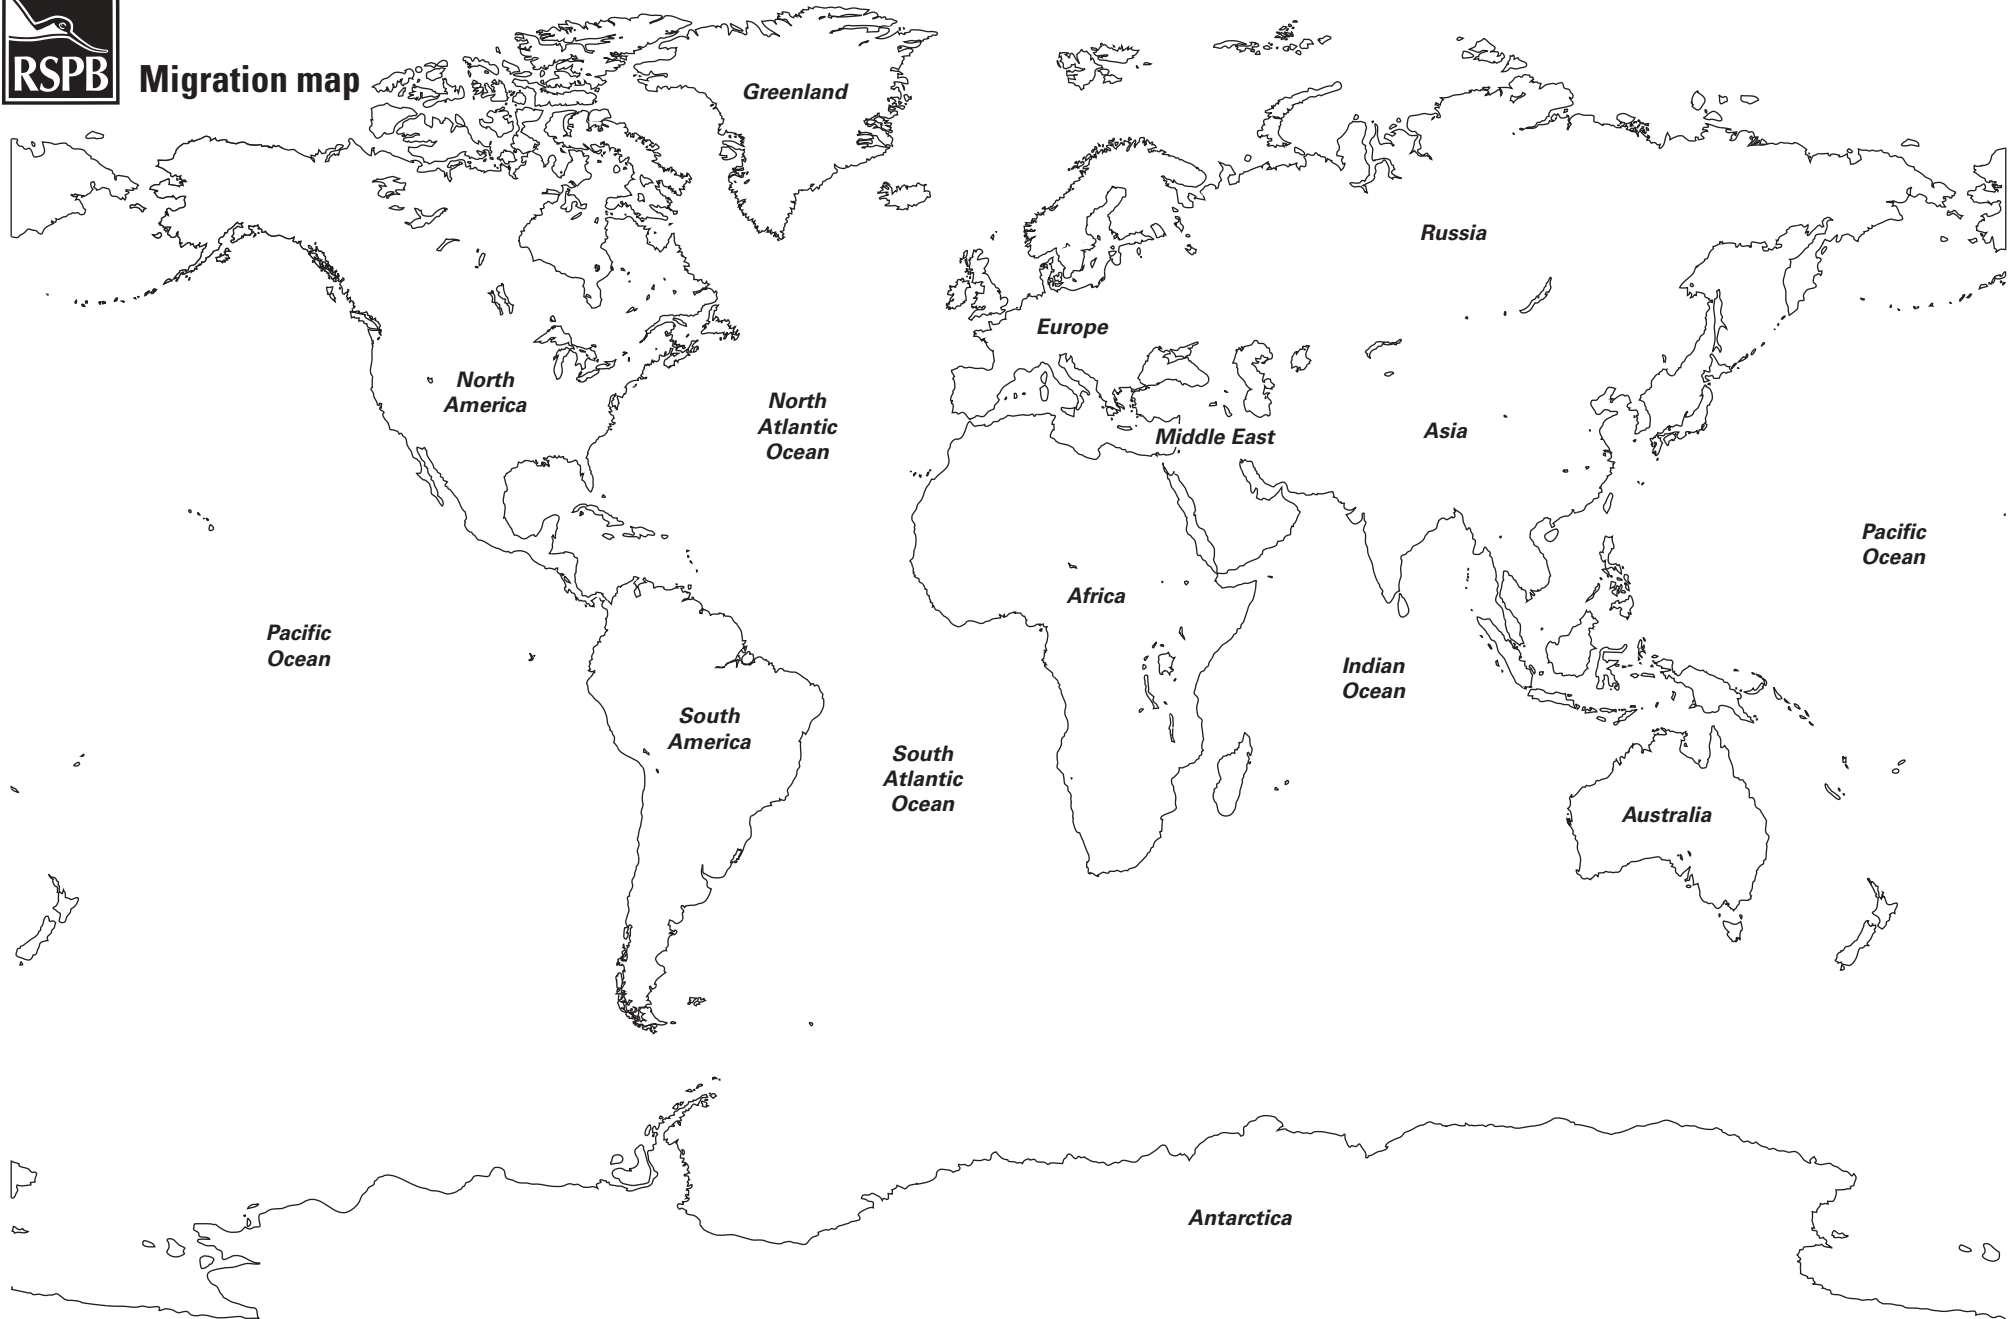 RSPB
Migration map
Greenland
Russia
Europe
North
America
North
Atlantic
Ocean
Middle East
Asia
Pacific
Ocean
Africa
Pacific
Ocean
Indian
Ocean
South
America
South
Atlantic
Ocean
Australia
Antarctica